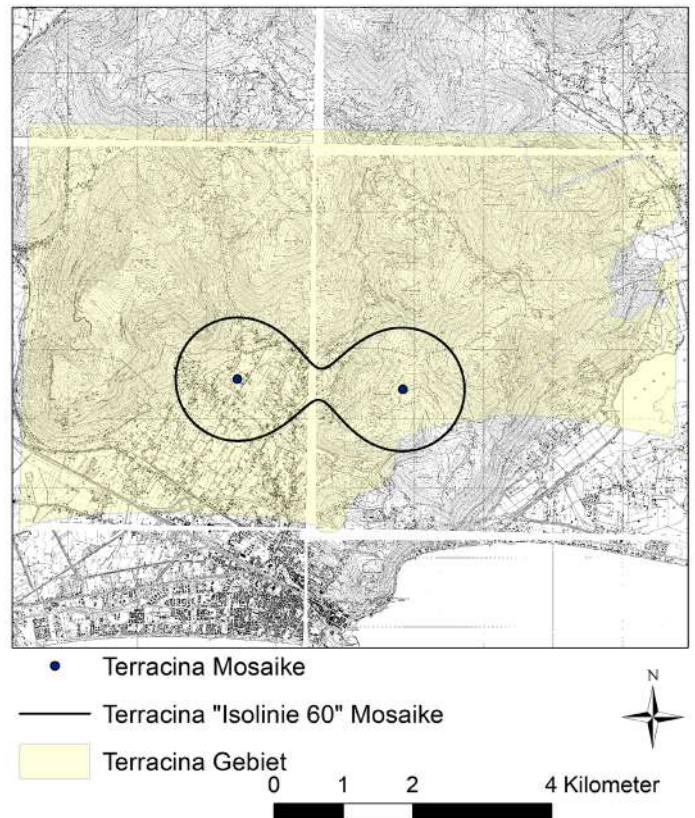 Terracina Mosaike
Terracina "Isolinie 60" Mosaike
Terracina Gebiet
N
0 1 2 4 Kilometer